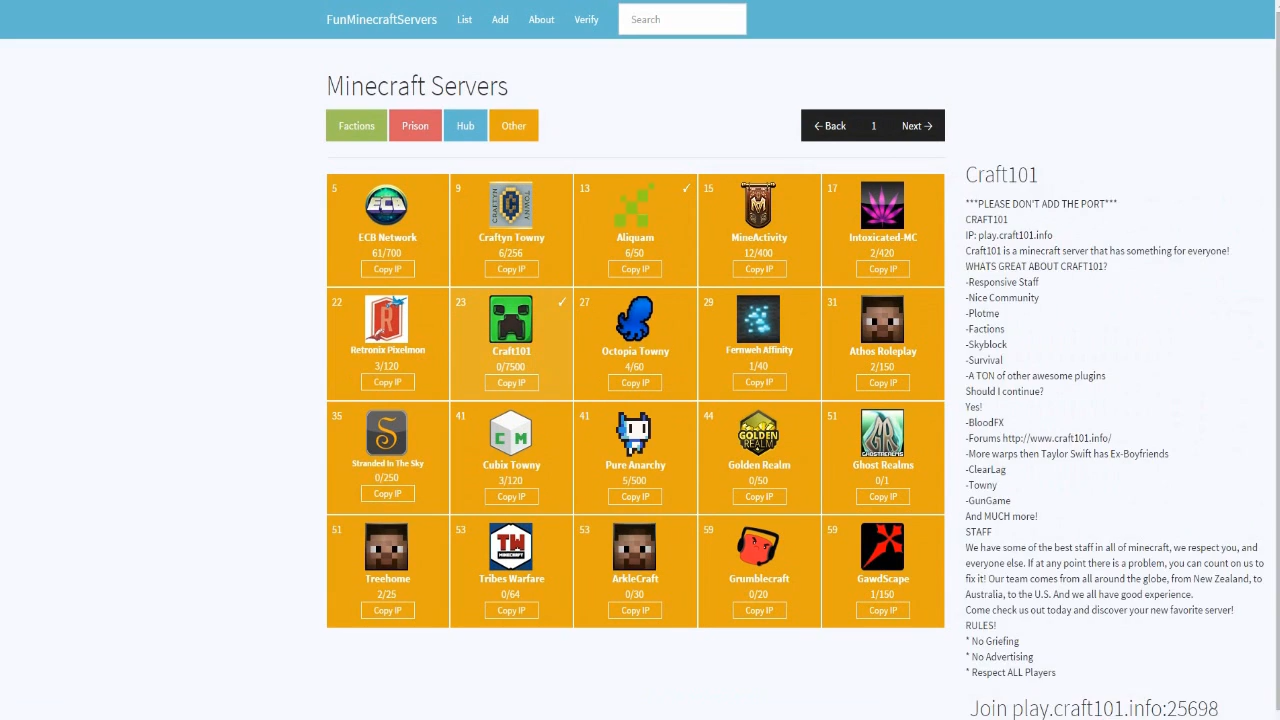 FunMinecraftServers List Add About Verify Search
Minecraft Servers
Factions Prison Hub Other
← Back 1 Next →
5 9 13 ✓ 15 17
CRAFTYN TOWNY
ECB Network Craftyn Towny Aliquam MineActivity Intoxicated-MC
61/700 6/256 6/50 12/400 2/420
Copy IP Copy IP Copy IP Copy IP Copy IP
22 23 ✓ 27 29 31
Retronix Pixelmon Craft101 Octopia Towny Fernweh Affinity Athos Roleplay
3/120 0/7500 4/60 1/40 2/150
Copy IP Copy IP Copy IP Copy IP Copy IP
35 41 41 44 51
S C M GOLDEN REALM GR GHOSTREALMS
Stranded In The Sky Cubix Towny Pure Anarchy Golden Realm Ghost Realms
0/250 3/120 5/500 0/50 0/1
Copy IP Copy IP Copy IP Copy IP Copy IP
51 53 53 59 59
TW MINECRAFT
Treehome Tribes Warfare ArkleCraft Grumblecraft GawdScape
2/25 0/64 0/30 0/20 1/150
Copy IP Copy IP Copy IP Copy IP Copy IP
Craft101
***PLEASE DON'T ADD THE PORT***
CRAFT101
IP: play.craft101.info
Craft101 is a minecraft server that has something for everyone!
WHATS GREAT ABOUT CRAFT101?
-Responsive Staff
-Nice Community
-Plotme
-Factions
-Skyblock
-Survival
-A TON of other awesome plugins
Should I continue?
Yes!
-BloodFX
-Forums http://www.craft101.info/
-More warps then Taylor Swift has Ex-Boyfriends
-ClearLag
-Towny
-GunGame
And MUCH more!
STAFF
We have some of the best staff in all of minecraft, we respect you, and
everyone else. If at any point there is a problem, you can count on us to
fix it! Our team comes from all around the globe, from New Zealand, to
Australia, to the U.S. And we all have good experience.
Come check us out today and discover your new favorite server!
RULES!
* No Griefing
* No Advertising
* Respect ALL Players
Join play.craft101.info:25698